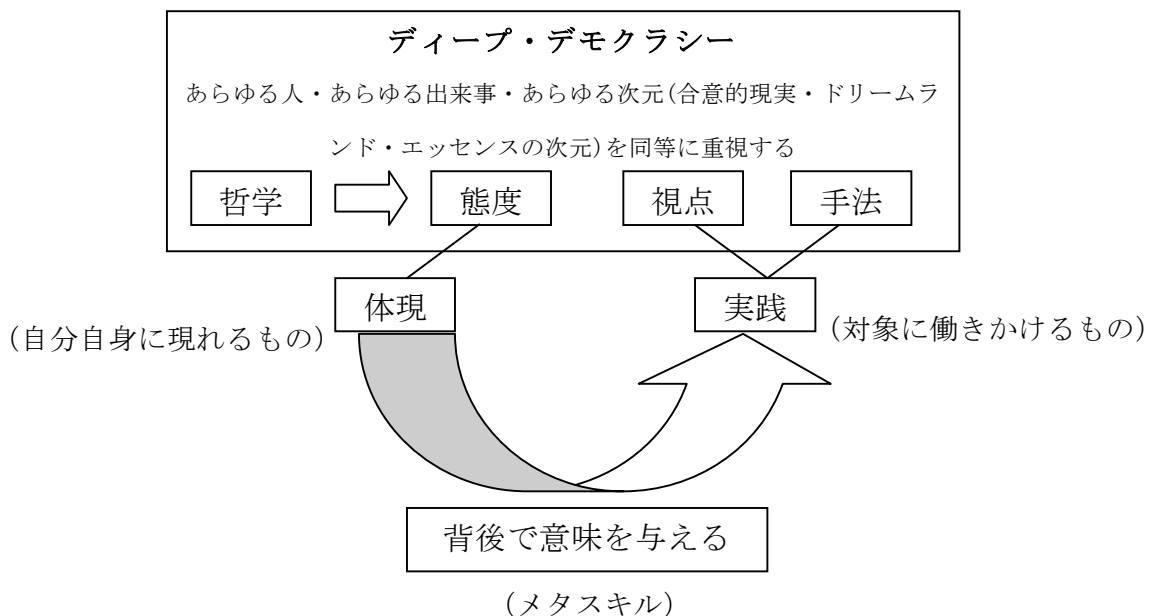 ディープ・デモクラシー
あらゆる人・あらゆる出来事・あらゆる次元(合意的現実・ドリームラ
ンド・エッセンスの次元)を同等に重視する
哲学
態度
視点
手法
体現
実践
(自分自身に現れるもの)
(対象に働きかけるもの)
背後で意味を与える
(メタスキル)